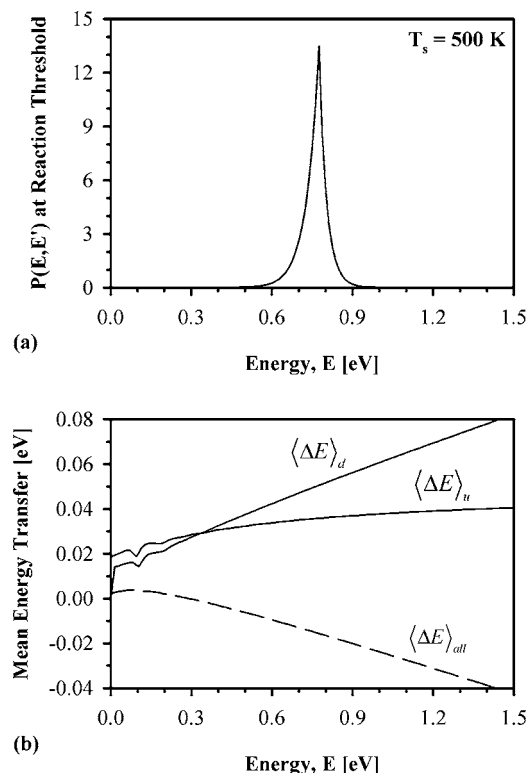 15
T_s = 500 K
12
9
6
3
0
P(E,E') at Reaction Threshold
0.0 0.3 0.6 0.9 1.2 1.5
(a)
Energy, E [eV]
0.08
0.06
0.04
0.02
0.00
-0.02
-0.04
Mean Energy Transfer [eV]
⟨ΔE⟩_d
⟨ΔE⟩_u
⟨ΔE⟩_all
0.0 0.3 0.6 0.9 1.2 1.5
(b)
Energy, E [eV]